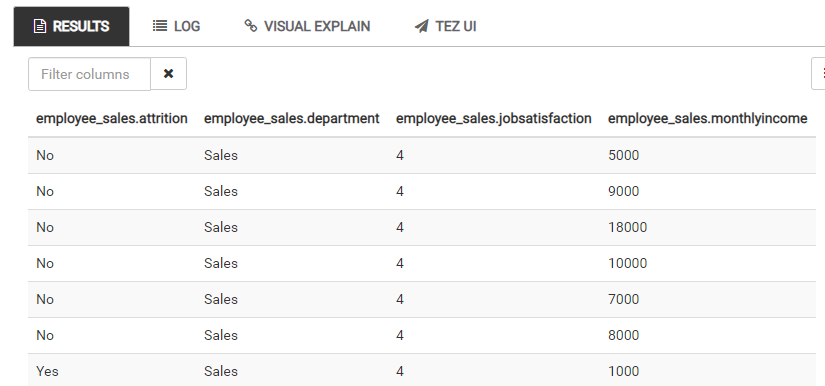 RESULTS LOG VISUAL EXPLAIN TEZ UI
Filter columns
employee_sales.attrition employee_sales.department employee_sales.jobsatisfaction employee_sales.monthlyincome
No Sales 4 5000
No Sales 4 9000
No Sales 4 18000
No Sales 4 10000
No Sales 4 7000
No Sales 4 8000
Yes Sales 4 1000